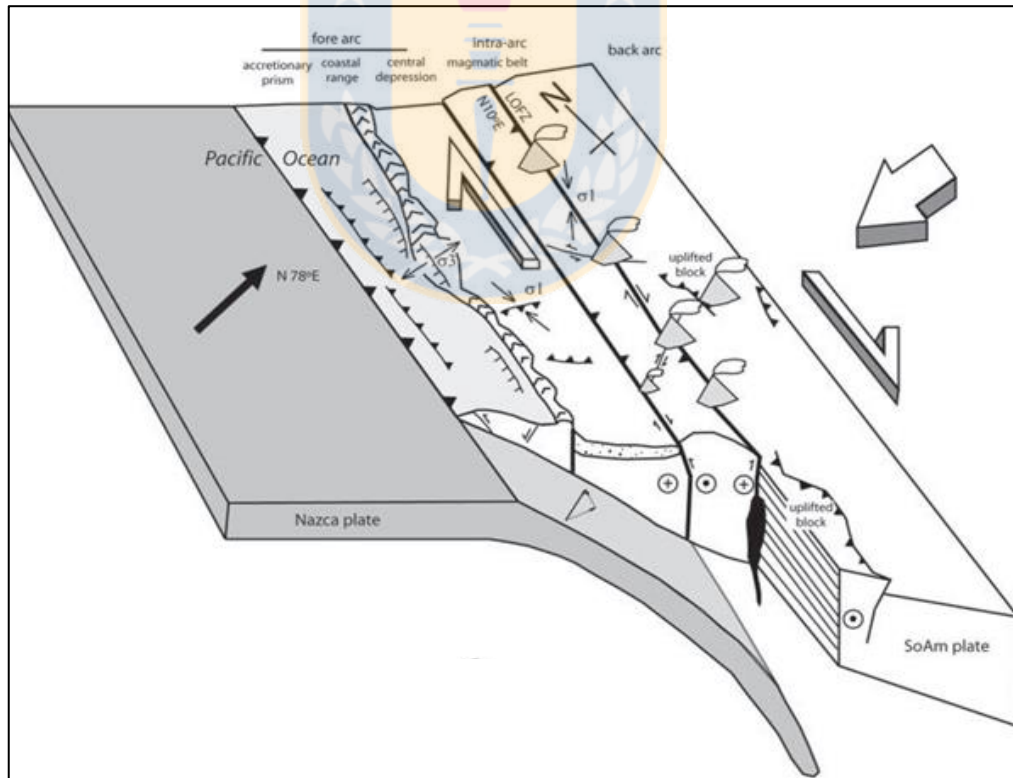 fore arc
intra-arc
back arc
accretionary
prism
coastal
range
central
depression
magmatic belt
N10ºE
LOFZ
N
Pacific Ocean
σ1
N 78ºE
σ3
σ1
uplifted
block
uplifted
block
Nazca plate
SoAm plate